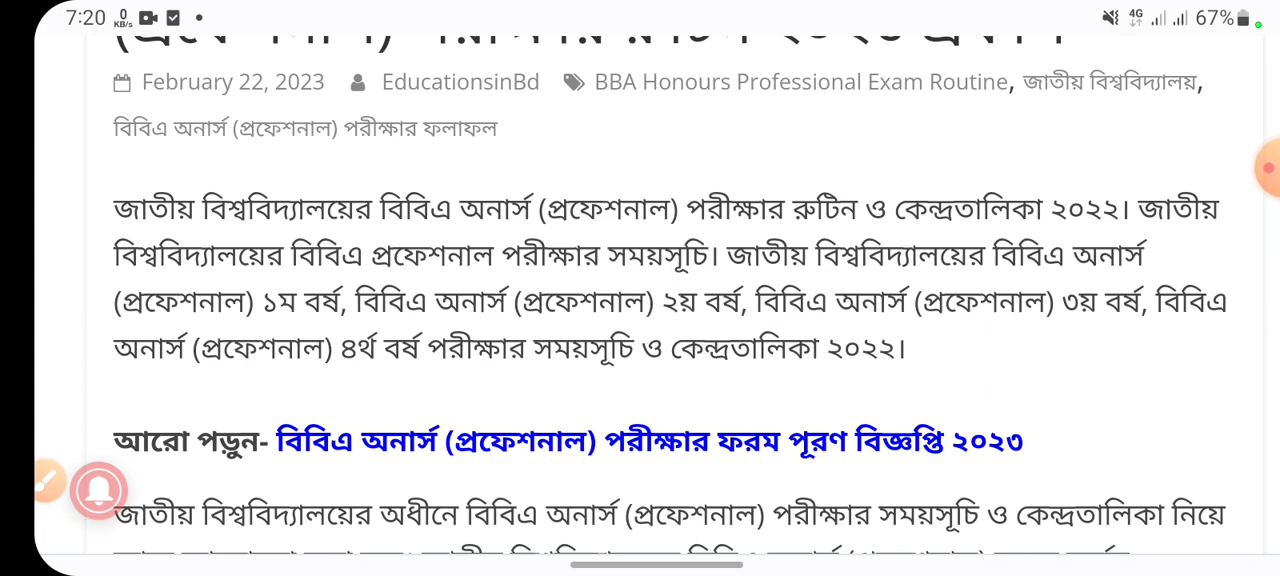 7:20 0 KB/s 4G 67%
February 22, 2023 EducationsinBd BBA Honours Professional Exam Routine, জাতীয় বিশ্ববিদ্যালয়,
বিবিএ অনার্স (প্রফেশনাল) পরীক্ষার ফলাফল
জাতীয় বিশ্ববিদ্যালয়ের বিবিএ অনার্স (প্রফেশনাল) পরীক্ষার রুটিন ও কেন্দ্রতালিকা ২০২২। জাতীয়
বিশ্ববিদ্যালয়ের বিবিএ প্রফেশনাল পরীক্ষার সময়সূচি। জাতীয় বিশ্ববিদ্যালয়ের বিবিএ অনার্স
(প্রফেশনাল) ১ম বর্ষ, বিবিএ অনার্স (প্রফেশনাল) ২য় বর্ষ, বিবিএ অনার্স (প্রফেশনাল) ৩য় বর্ষ, বিবিএ
অনার্স (প্রফেশনাল) ৪র্থ বর্ষ পরীক্ষার সময়সূচি ও কেন্দ্রতালিকা ২০২২।
আরো পড়ুন- বিবিএ অনার্স (প্রফেশনাল) পরীক্ষার ফরম পূরণ বিজ্ঞপ্তি ২০২৩
জাতীয় বিশ্ববিদ্যালয়ের অধীনে বিবিএ অনার্স (প্রফেশনাল) পরীক্ষার সময়সূচি ও কেন্দ্রতালিকা নিয়ে